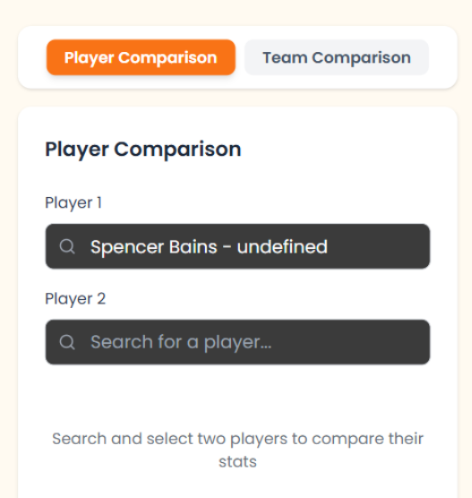 Player Comparison
Team Comparison
Player Comparison
Player 1
Spencer Bains - undefined
Player 2
Search for a player...
Search and select two players to compare their
stats